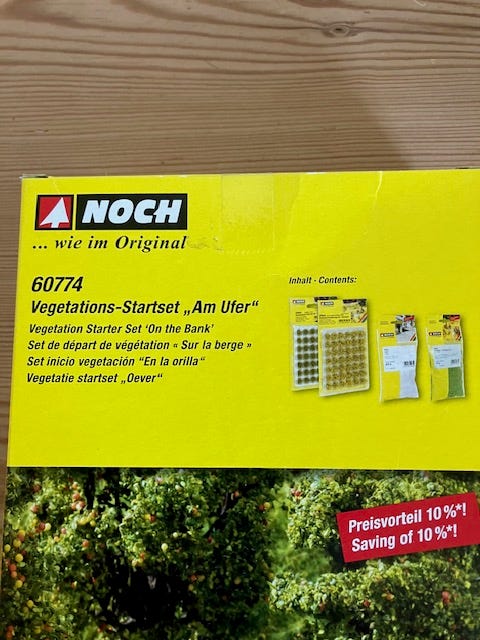 NOCH
... wie im Original
60774
Vegetations-Startset „Am Ufer“
Vegetation Starter Set ‘On the Bank’
Set de départ de végétation « Sur la berge »
Set inicio vegetación “En la orilla“
Vegetatie startset „Oever“
Inhalt - Contents:
Preisvorteil 10%*!
Saving of 10%*!